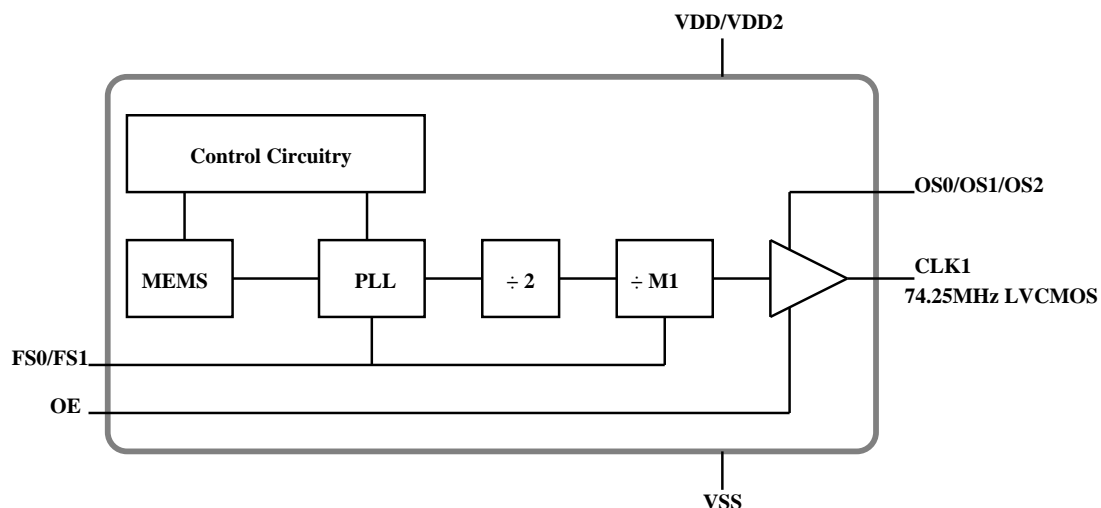 VDD/VDD2
Control Circuitry
OS0/OS1/OS2
MEMS
PLL
÷ 2
÷ M1
CLK1
74.25MHz LVCMOS
FS0/FS1
OE
VSS